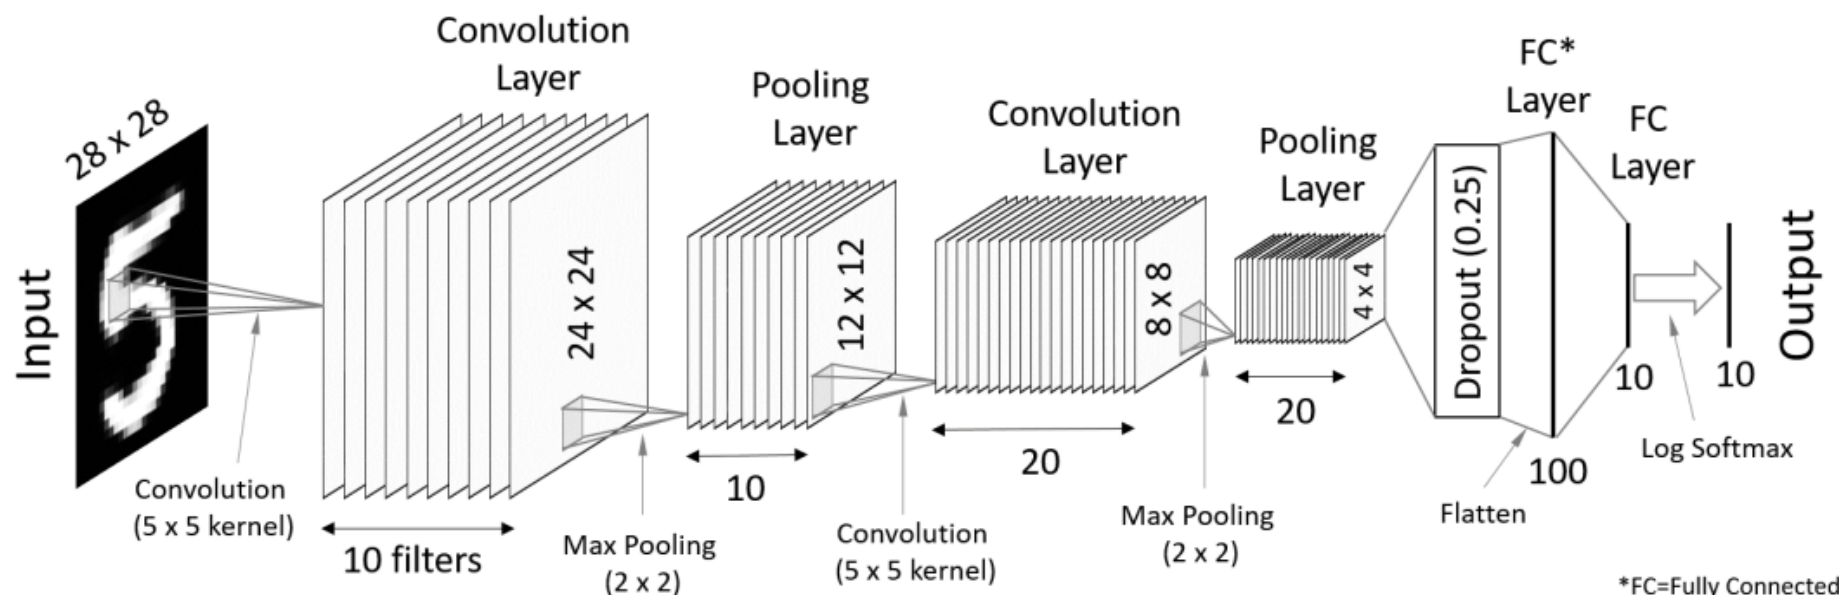 Input
28 x 28
Convolution
(5 x 5 kernel)
Convolution
Layer
24 x 24
10 filters
Max Pooling
(2 x 2)
Pooling
Layer
12 x 12
10
Convolution
(5 x 5 kernel)
Convolution
Layer
8 x 8
20
Max Pooling
(2 x 2)
Pooling
Layer
4 x 4
20
Dropout (0.25)
Flatten
FC*
Layer
100
FC
Layer
10
Log Softmax
10
Output
*FC=Fully Connected